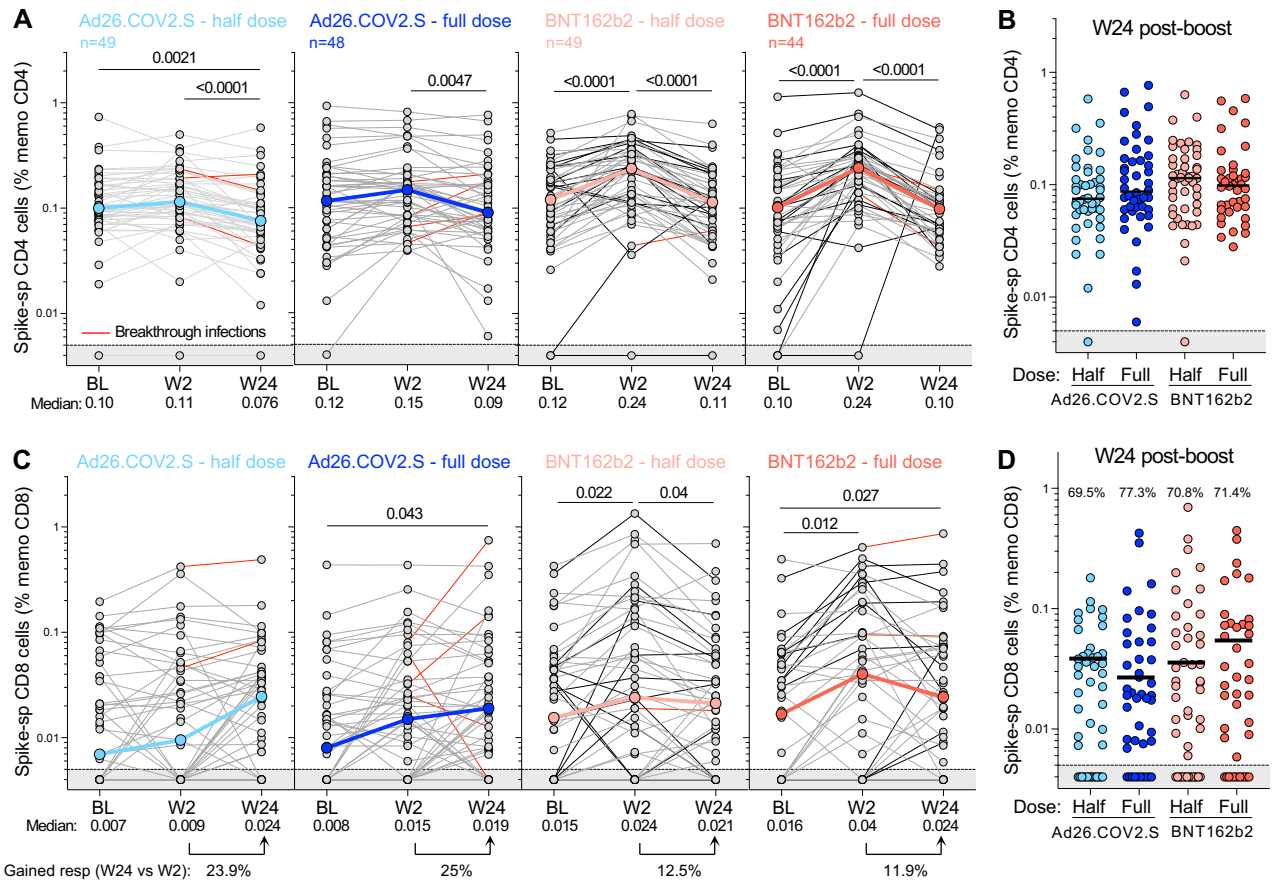 A
Ad26.COV2.S - half dose
n=49
Ad26.COV2.S - full dose
n=48
BNT162b2 - half dose
n=49
BNT162b2 - full dose
n=44
Spike-sp CD4 cells (% memo CD4)
1
0.1
0.01
0.0021
<0.0001
0.0047
<0.0001 <0.0001
<0.0001 <0.0001
Breakthrough infections
BL W2 W24 BL W2 W24 BL W2 W24 BL W2 W24
Median: 0.10 0.11 0.076 0.12 0.15 0.09 0.12 0.24 0.11 0.10 0.24 0.10
B
W24 post-boost
Spike-sp CD4 cells (% memo CD4)
1
0.1
0.01
Dose: Half Full Half Full
Ad26.COV2.S BNT162b2
C
Ad26.COV2.S - half dose
Ad26.COV2.S - full dose
BNT162b2 - half dose
BNT162b2 - full dose
Spike-sp CD8 cells (% memo CD8)
1
0.1
0.01
0.043
0.022 0.04
0.027
0.012
BL W2 W24 BL W2 W24 BL W2 W24 BL W2 W24
Median: 0.007 0.009 0.024 0.008 0.015 0.019 0.015 0.024 0.021 0.016 0.04 0.024
Gained resp (W24 vs W2): 23.9% 25% 12.5% 11.9%
D
W24 post-boost
69.5% 77.3% 70.8% 71.4%
Spike-sp CD8 cells (% memo CD8)
1
0.1
0.01
Dose: Half Full Half Full
Ad26.COV2.S BNT162b2